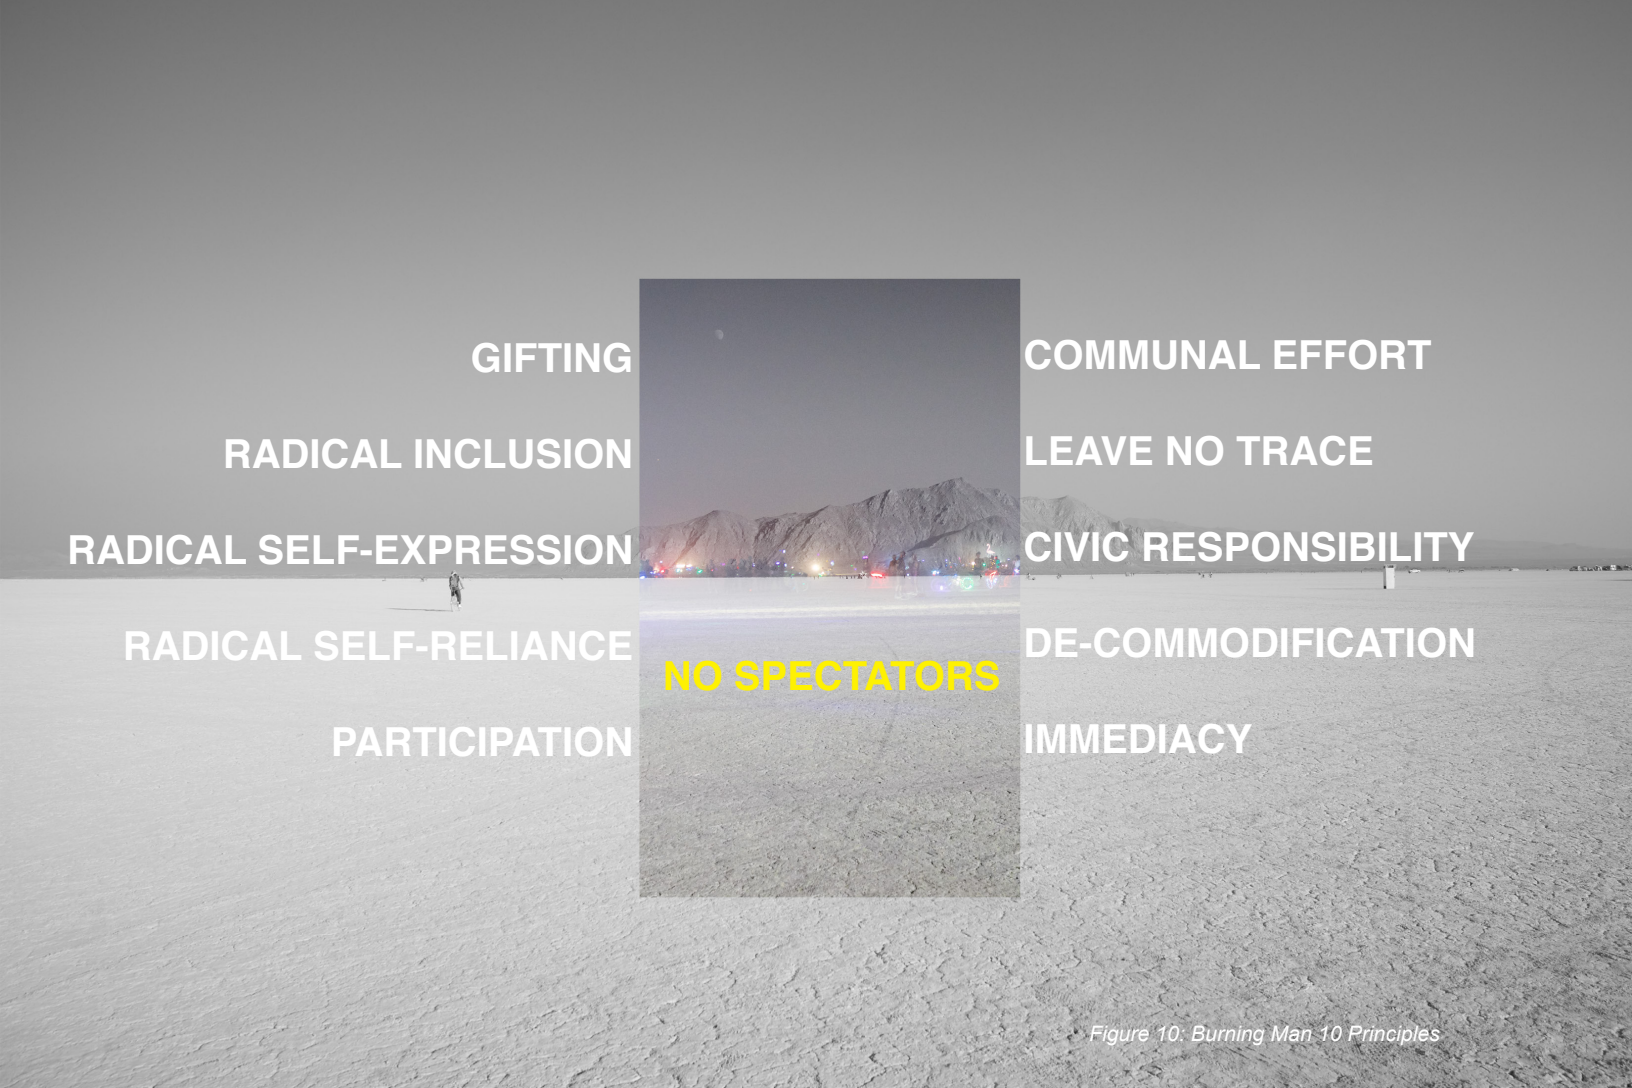 GIFTING
RADICAL INCLUSION
RADICAL SELF-EXPRESSION
RADICAL SELF-RELIANCE
PARTICIPATION
NO SPECTATORS
COMMUNAL EFFORT
LEAVE NO TRACE
CIVIC RESPONSIBILITY
DE-COMMODIFICATION
IMMEDIACY
Figure 10: Burning Man 10 Principles